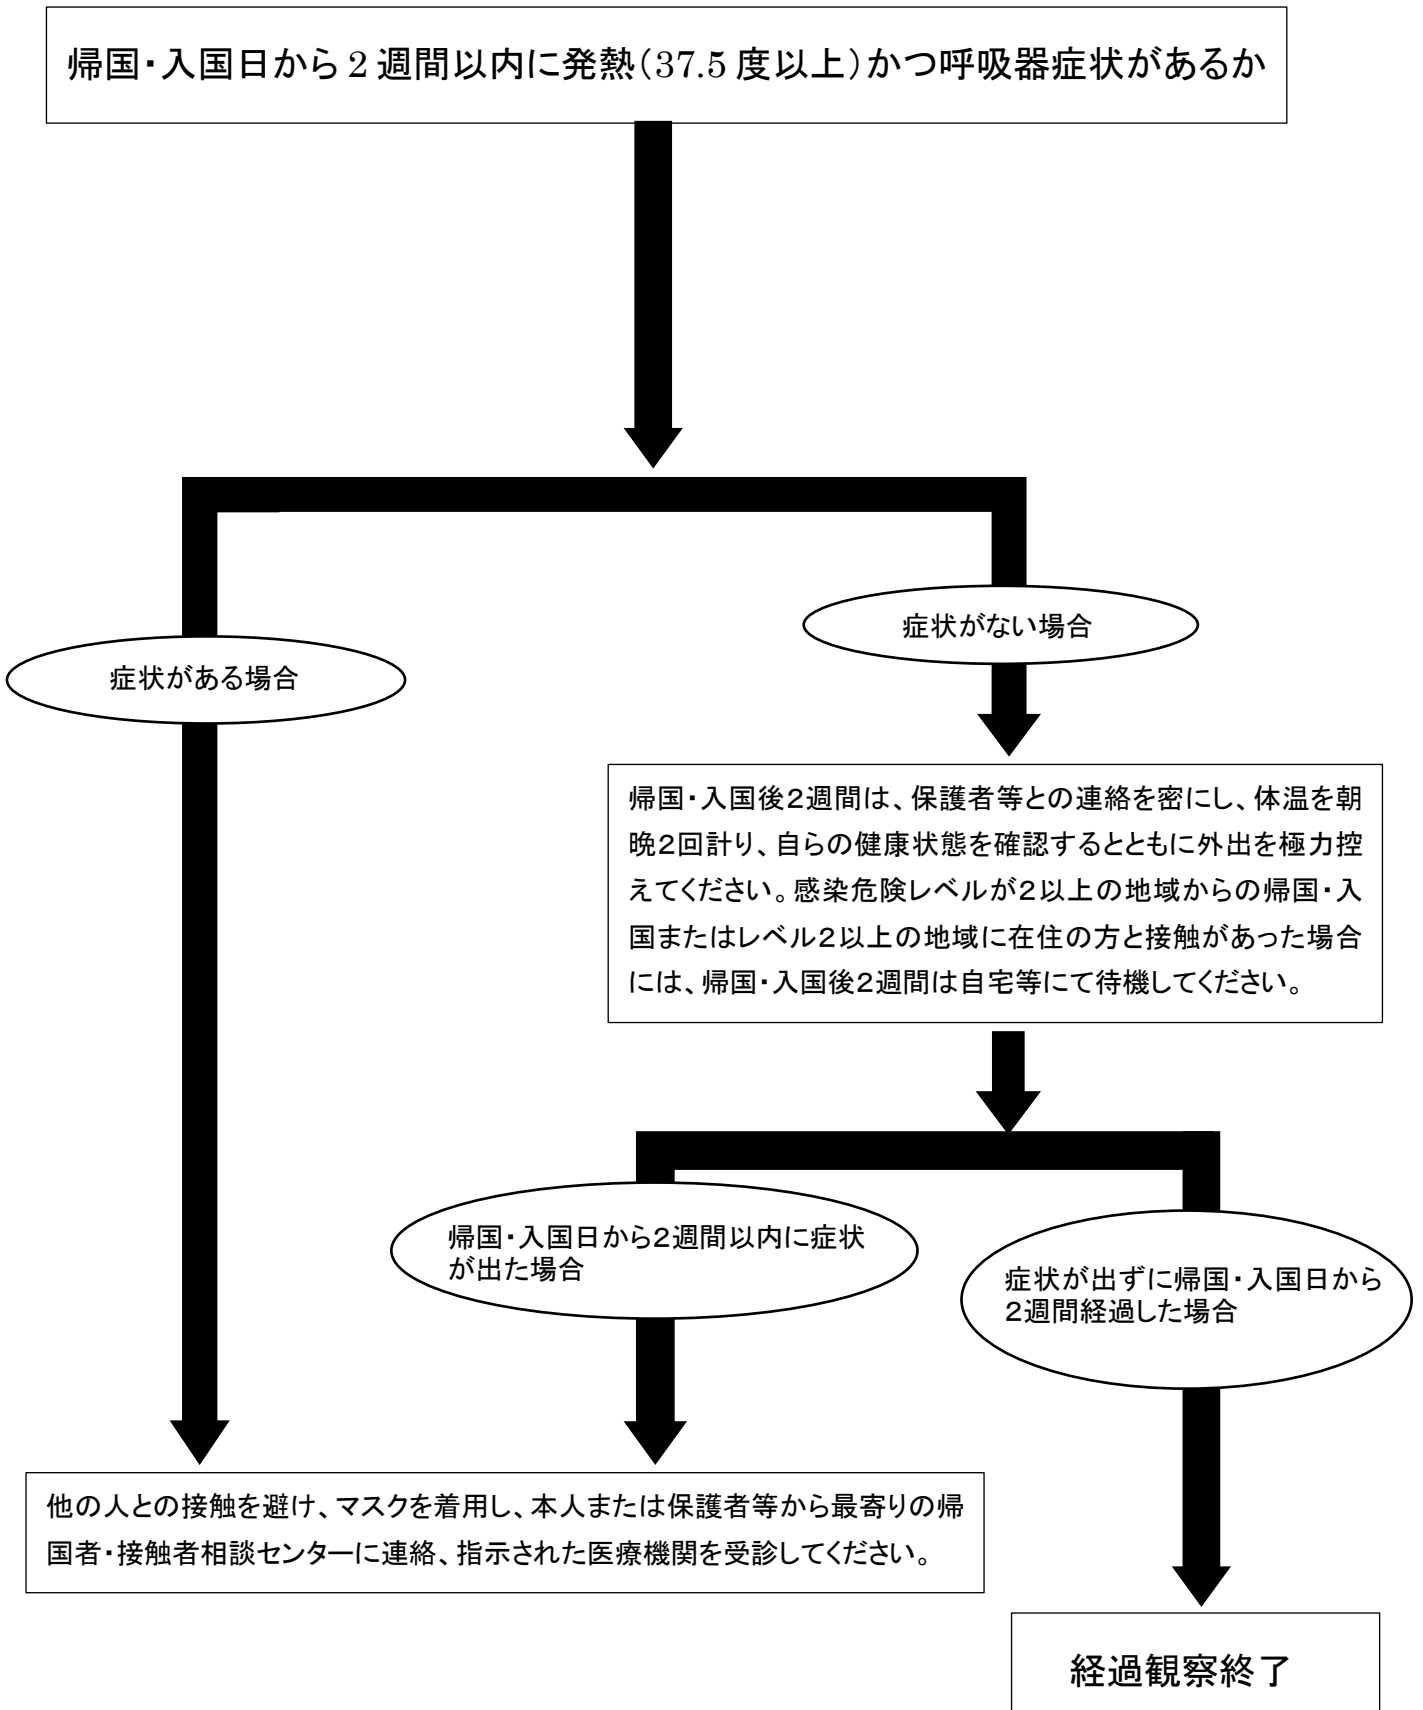 帰国・入国日から2週間以内に発熱(37.5度以上)かつ呼吸器症状があるか
症状がない場合
症状がある場合
帰国・入国後2週間は、保護者等との連絡を密にし、体温を朝
晩2回計り、自らの健康状態を確認するとともに外出を極力控
えてください。感染危険レベルが2以上の地域からの帰国・入
国またはレベル2以上の地域に在住の方と接触があった場合
には、帰国・入国後2週間は自宅等にて待機してください。
帰国・入国日から2週間以内に症状
が出た場合
症状が出ずに帰国・入国日から
2週間経過した場合
他の人との接触を避け、マスクを着用し、本人または保護者等から最寄りの帰
国者・接触者相談センターに連絡、指示された医療機関を受診してください。
経過観察終了